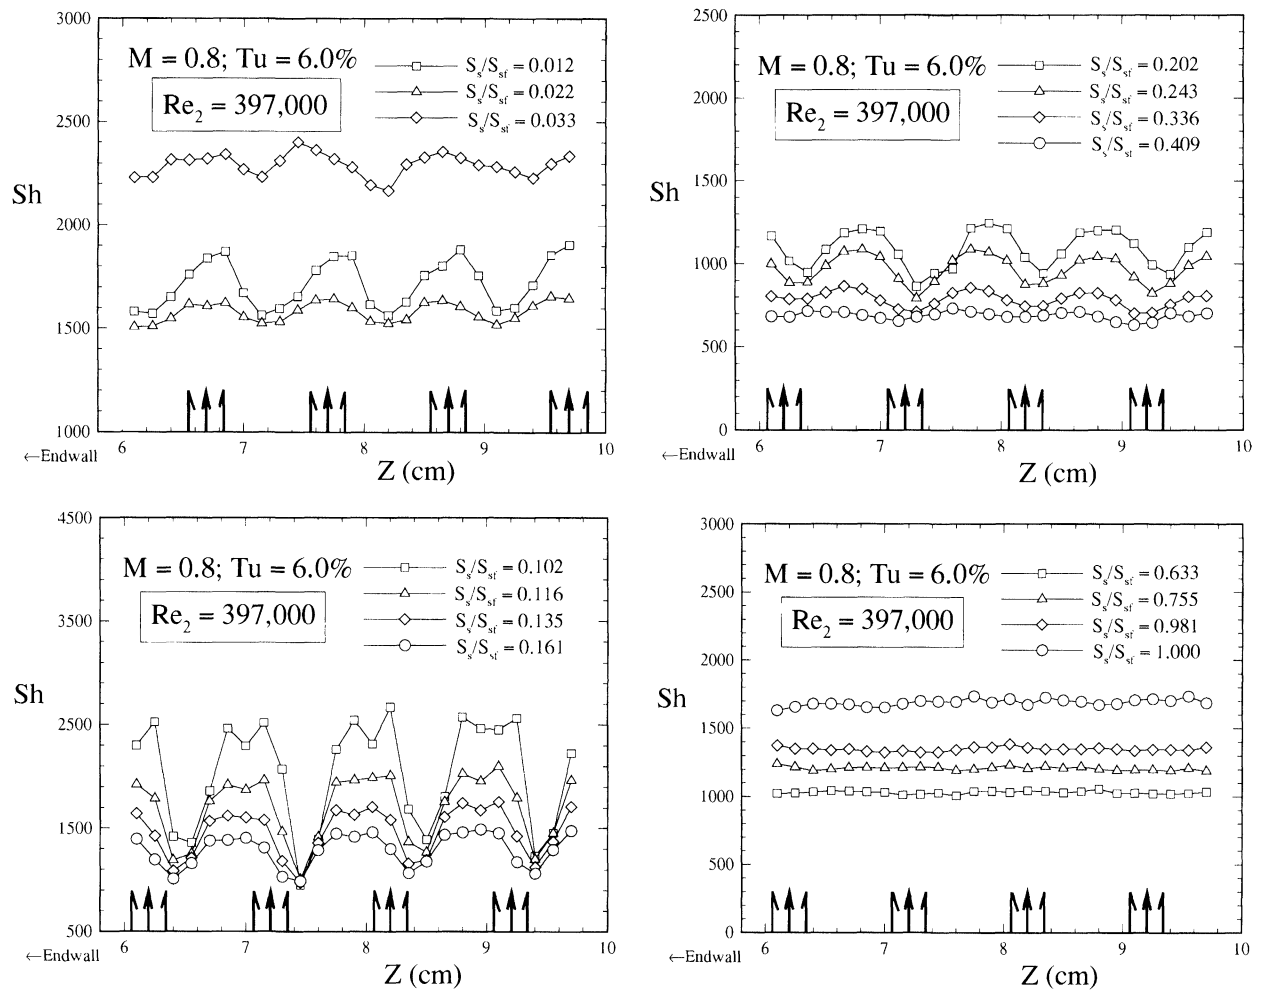 3000
2500
2000
1500
1000
Sh
M = 0.8; Tu = 6.0%
Re2 = 397,000
Ss/Ssf = 0.012
Ss/Ssf = 0.022
Ss/Ssf = 0.033
6 7 8 9 10
←Endwall
Z (cm)
2500
2000
1500
1000
500
0
Sh
M = 0.8; Tu = 6.0%
Re2 = 397,000
Ss/Ssf = 0.202
Ss/Ssf = 0.243
Ss/Ssf = 0.336
Ss/Ssf = 0.409
6 7 8 9 10
←Endwall
Z (cm)
4500
3500
2500
1500
500
Sh
M = 0.8; Tu = 6.0%
Re2 = 397,000
Ss/Ssf = 0.102
Ss/Ssf = 0.116
Ss/Ssf = 0.135
Ss/Ssf = 0.161
6 7 8 9 10
←Endwall
Z (cm)
3000
2500
2000
1500
1000
500
0
Sh
M = 0.8; Tu = 6.0%
Re2 = 397,000
Ss/Ssf = 0.633
Ss/Ssf = 0.755
Ss/Ssf = 0.981
Ss/Ssf = 1.000
6 7 8 9 10
←Endwall
Z (cm)